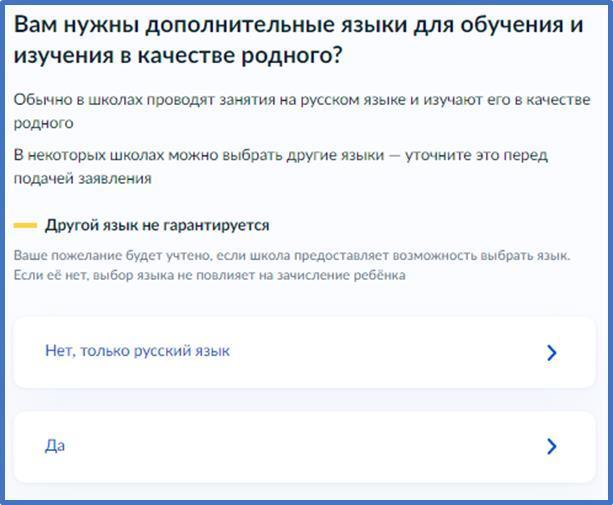 Вам нужны дополнительные языки для обучения и
изучения в качестве родного?
Обычно в школах проводят занятия на русском языке и изучают его в качестве
родного
В некоторых школах можно выбрать другие языки — уточните это перед
подачей заявления
Другой язык не гарантируется
Ваше пожелание будет учтено, если школа предоставляет возможность выбрать язык.
Если её нет, выбор языка не повлияет на зачисление ребёнка
Нет, только русский язык
Да